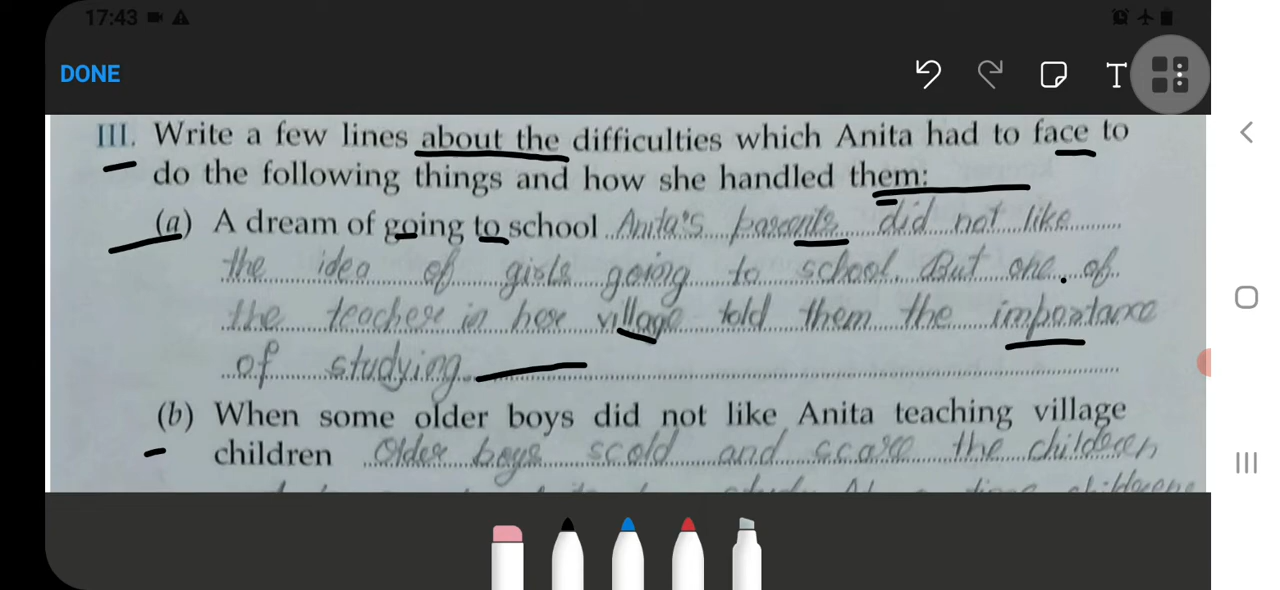 17:43
DONE
T
III. Write a few lines about the difficulties which Anita had to face to
do the following things and how she handled them:
(a) A dream of going to school Anita's parents did not like
the idea of girls going to school. But one of
the teacher in her village told them the importance
of studying.
(b) When some older boys did not like Anita teaching village
children Older boys scold and scare the children